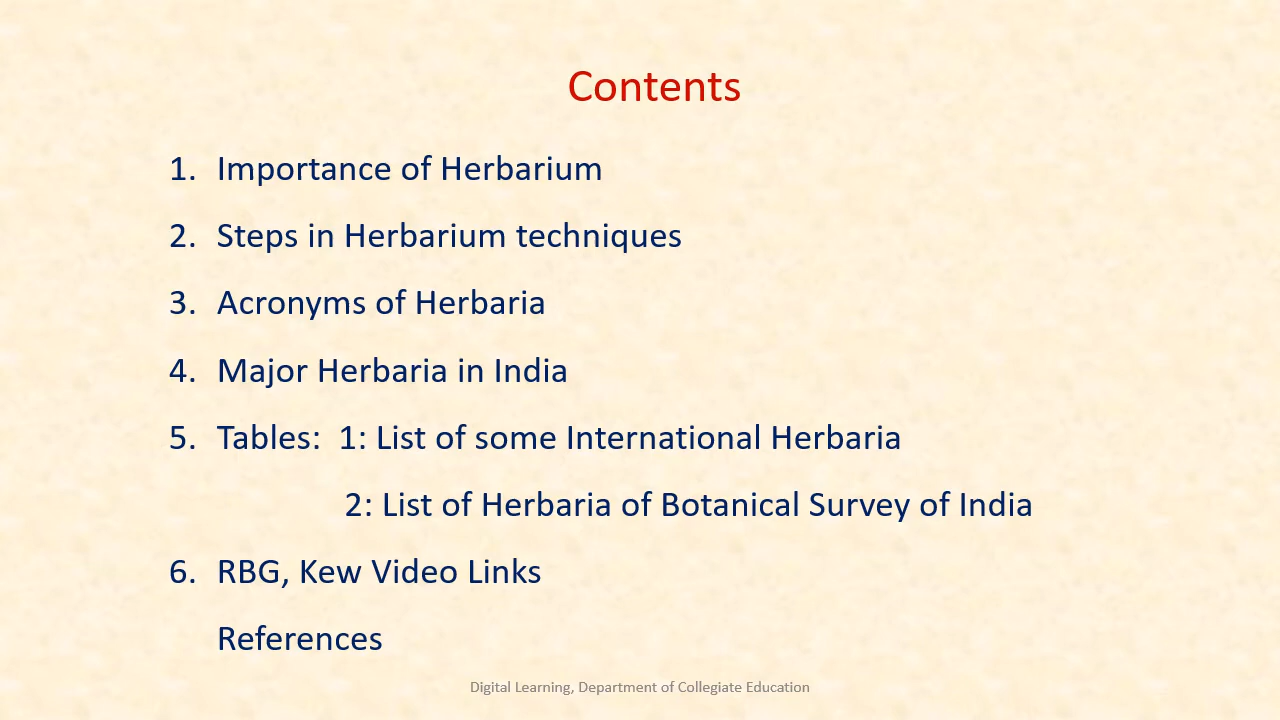 Contents
1. Importance of Herbarium
2. Steps in Herbarium techniques
3. Acronyms of Herbaria
4. Major Herbaria in India
5. Tables: 1: List of some International Herbaria
2: List of Herbaria of Botanical Survey of India
6. RBG, Kew Video Links
References
Digital Learning, Department of Collegiate Education